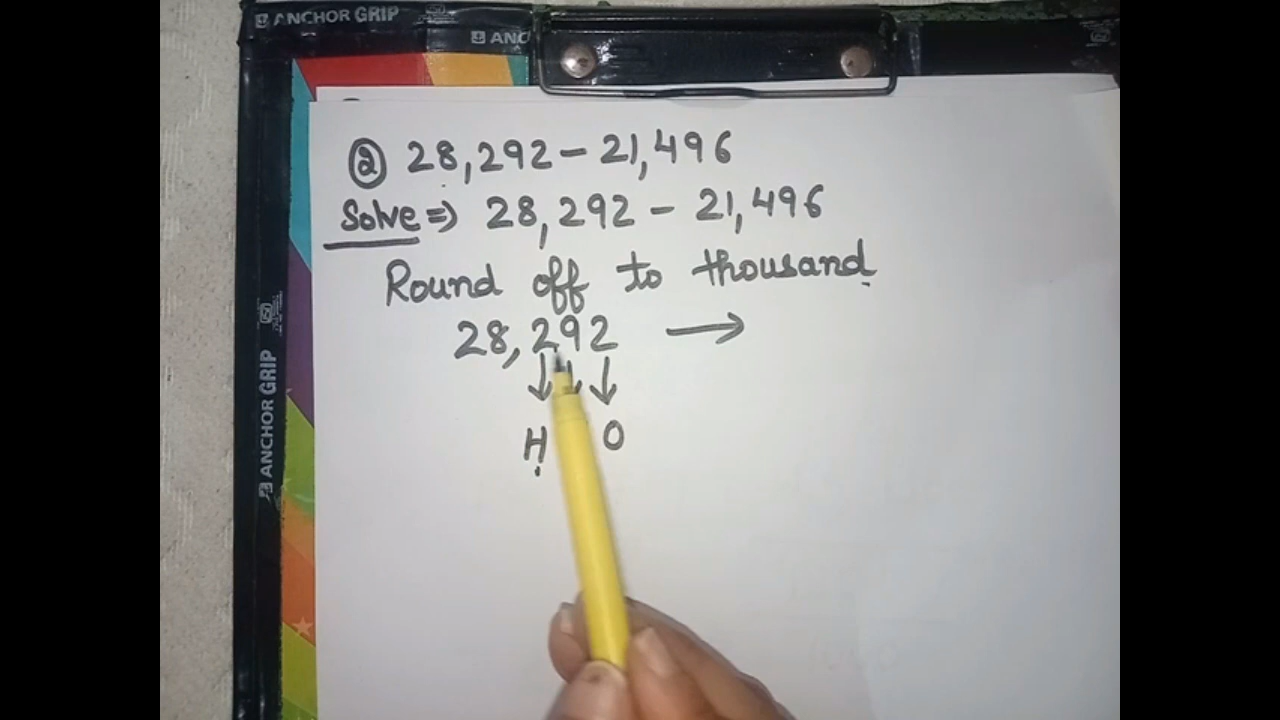 ANCHOR GRIP
ANC
② 28,292 - 21,496
Solve ⇒ 28,292 - 21,496
Round off to thousand.
28,292 →
↓ ↓ ↓
H O
ANCHOR GRIP